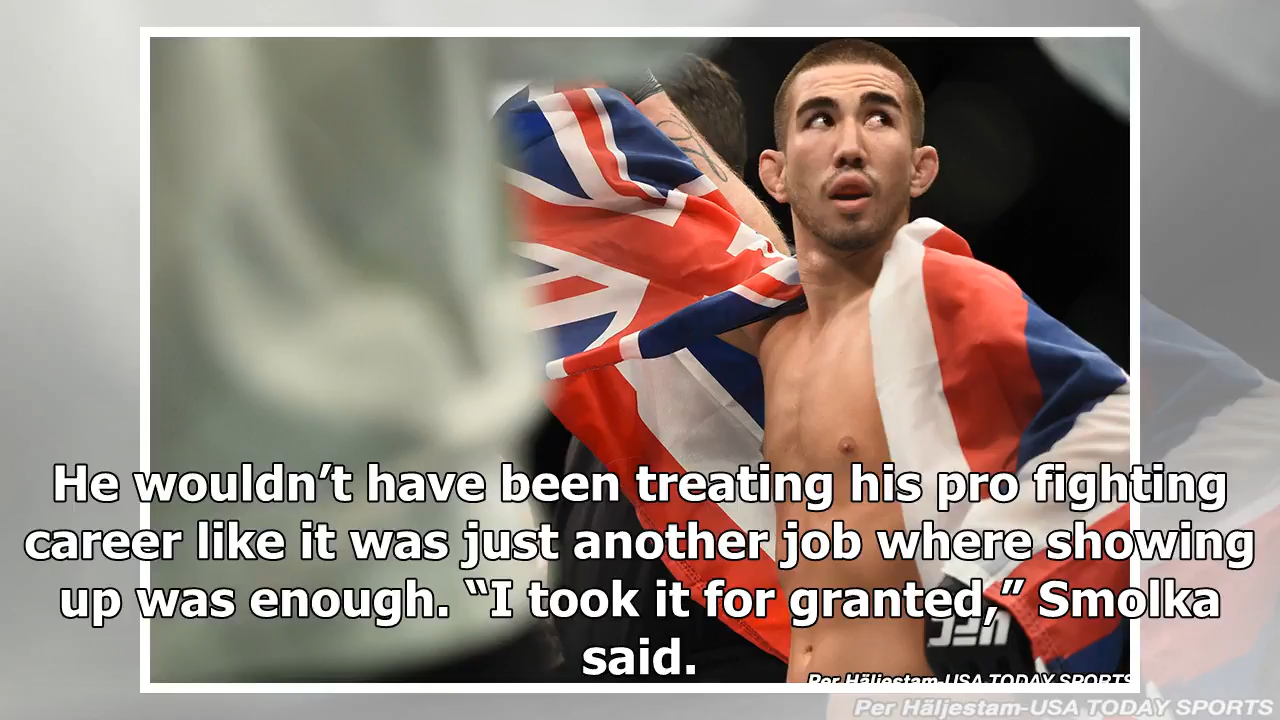 He wouldn’t have been treating his pro fighting
career like it was just another job where showing
up was enough. “I took it for granted,” Smolka
said.
UFC
Per Häljestam-USA TODAY SPORTS
Per Häljestam-USA TODAY SPORTS